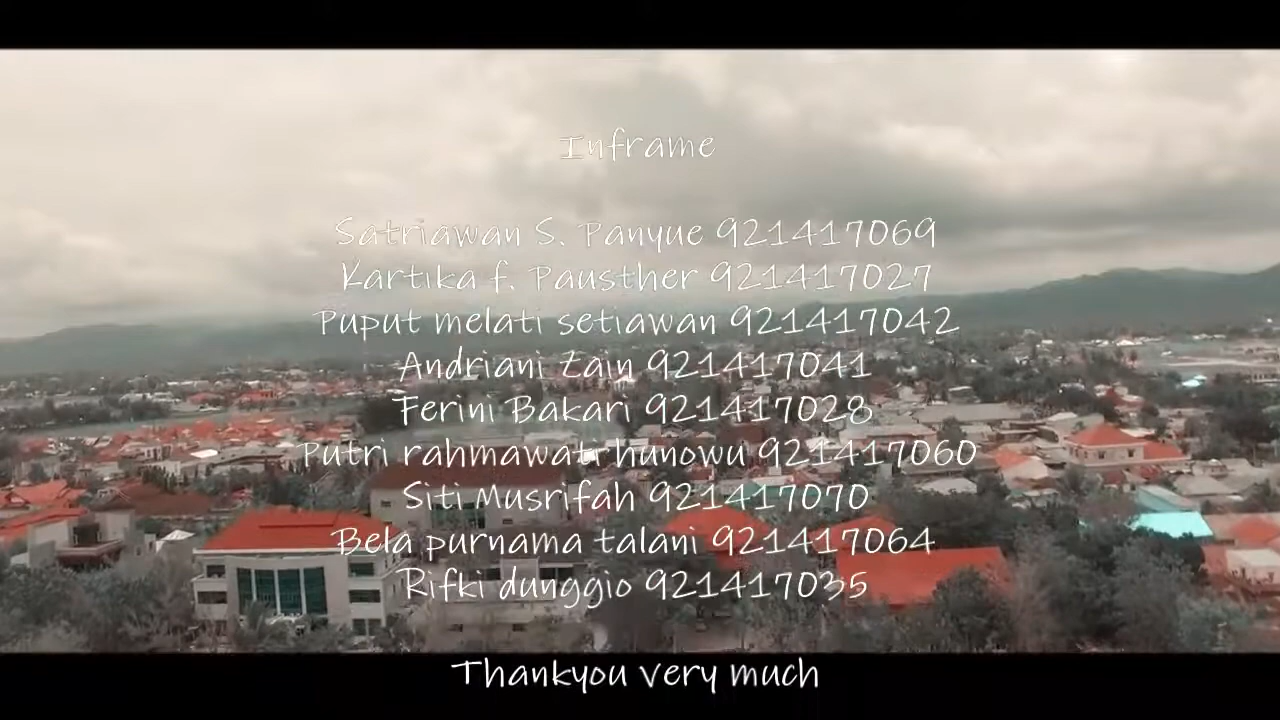 Inframe
Satriawan S. Panyue 921417069
Kartika f. Pausther 921417027
Puput melati setiawan 921417042
Andriani Zain 921417041
Ferini Bakari 921417028
Putri rahmawati hunowu 921417060
Siti Musrifah 921417070
Bela purnama talani 921417064
Rifki dunggio 921417035
Thankyou very much